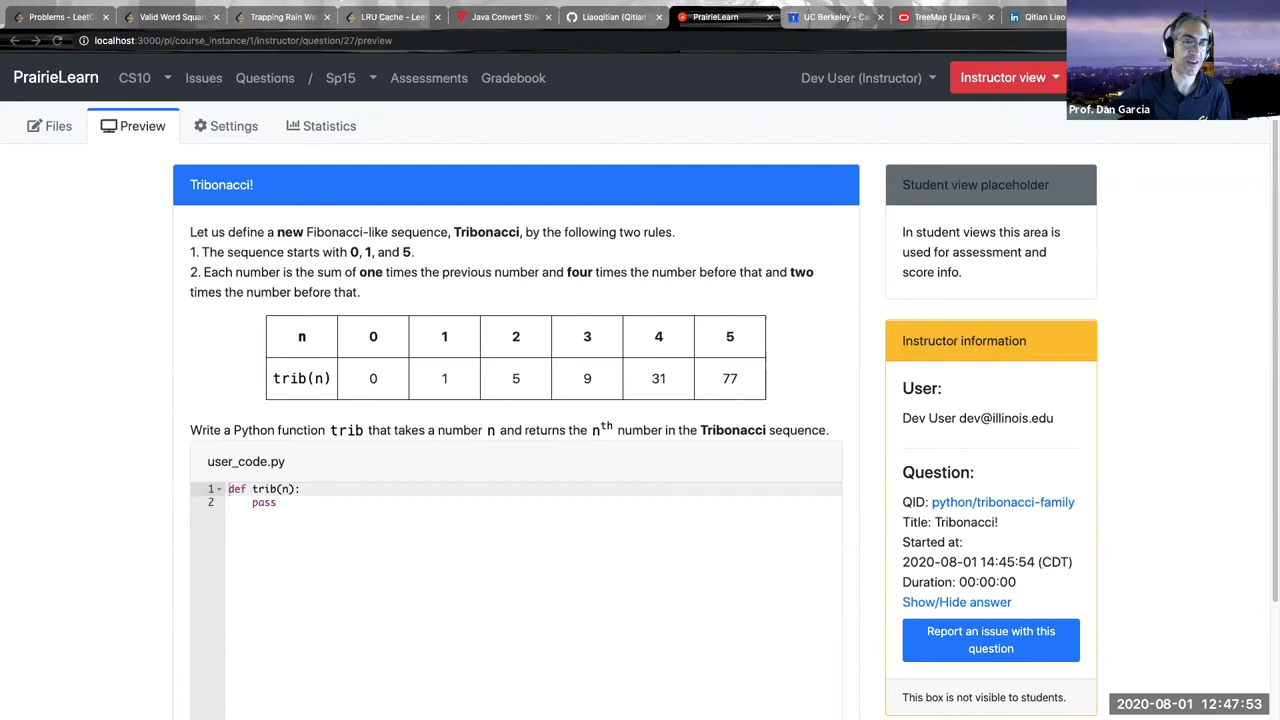 Problems - LeetC
Valid Word Squar
Trapping Rain Wa
LRU Cache - Leet
Java Convert Stri
Liaoqitian (Qitian
PrairieLearn
UC Berkeley - Ca
TreeMap (Java Pl
Qitian Liao
localhost:3000/pl/course_instance/1/instructor/question/27/preview
PrairieLearn CS10 Issues Questions / Sp15 Assessments Gradebook Dev User (Instructor) Instructor view
Prof. Dan Garcia
Files Preview Settings Statistics
Tribonacci!
Let us define a new Fibonacci-like sequence, Tribonacci, by the following two rules.
1. The sequence starts with 0, 1, and 5.
2. Each number is the sum of one times the previous number and four times the number before that and two
times the number before that.
n 0 1 2 3 4 5
trib(n) 0 1 5 9 31 77
Write a Python function trib that takes a number n and returns the nth number in the Tribonacci sequence.
user_code.py
1 def trib(n):
2 pass
Student view placeholder
In student views this area is
used for assessment and
score info.
Instructor information
User:
Dev User dev@illinois.edu
Question:
QID: python/tribonacci-family
Title: Tribonacci!
Started at:
2020-08-01 14:45:54 (CDT)
Duration: 00:00:00
Show/Hide answer
Report an issue with this
question
This box is not visible to students.
2020-08-01 12:47:53